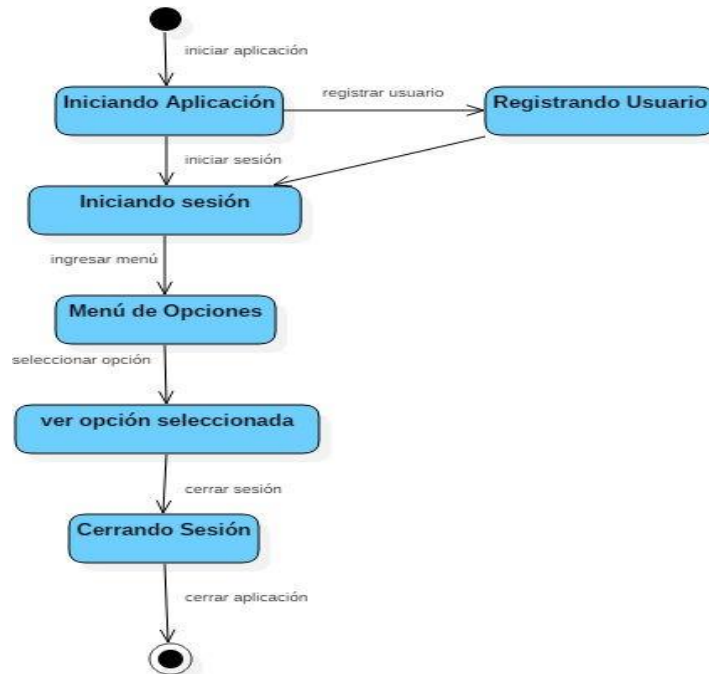 iniciar aplicación
Iniciando Aplicación
registrar usuario
Registrando Usuario
iniciar sesión
Iniciando sesión
ingresar menú
Menú de Opciones
seleccionar opción
ver opción seleccionada
cerrar sesión
Cerrando Sesión
cerrar aplicación